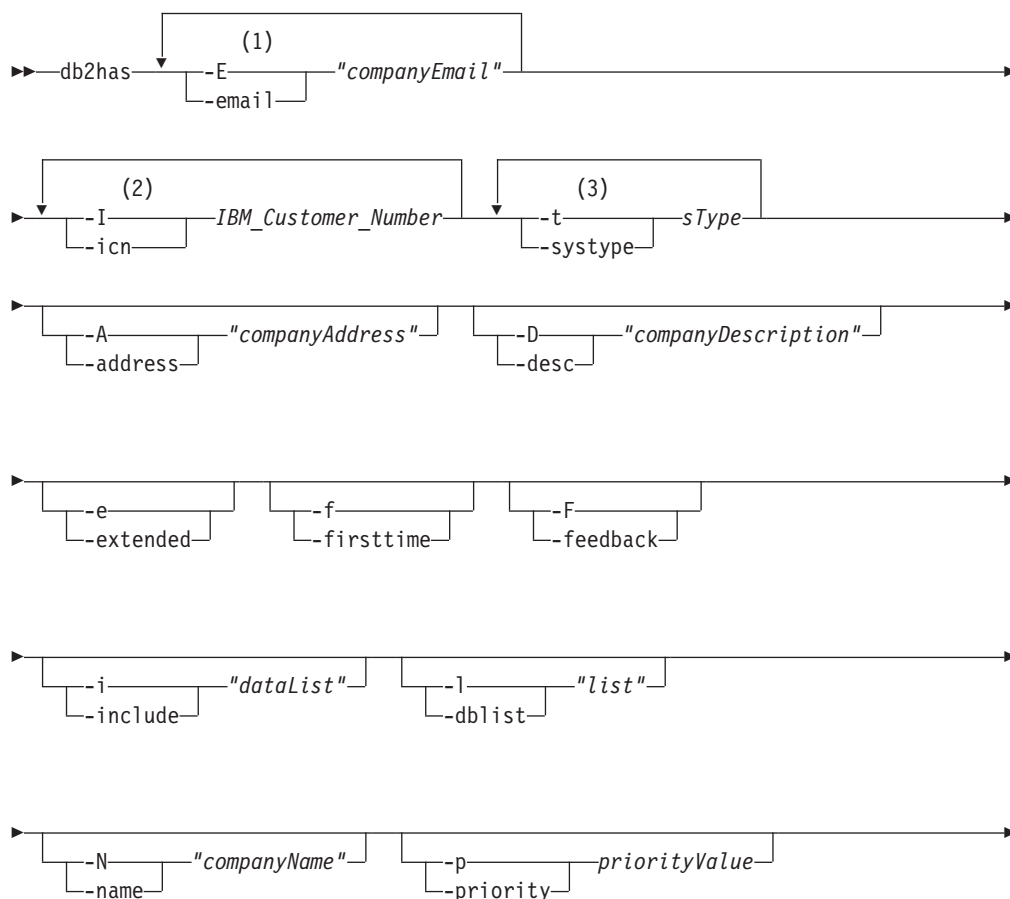 (1)
db2has -E "companyEmail"
-email
(2) (3)
-I IBM_Customer_Number -t sType
-icn -systype
-A "companyAddress" -D "companyDescription"
-address -desc
-e -f -F
-extended -firsttime -feedback
-i "dataList" -l "list"
-include -dblist
-N "companyName" -p priorityValue
-name -priority